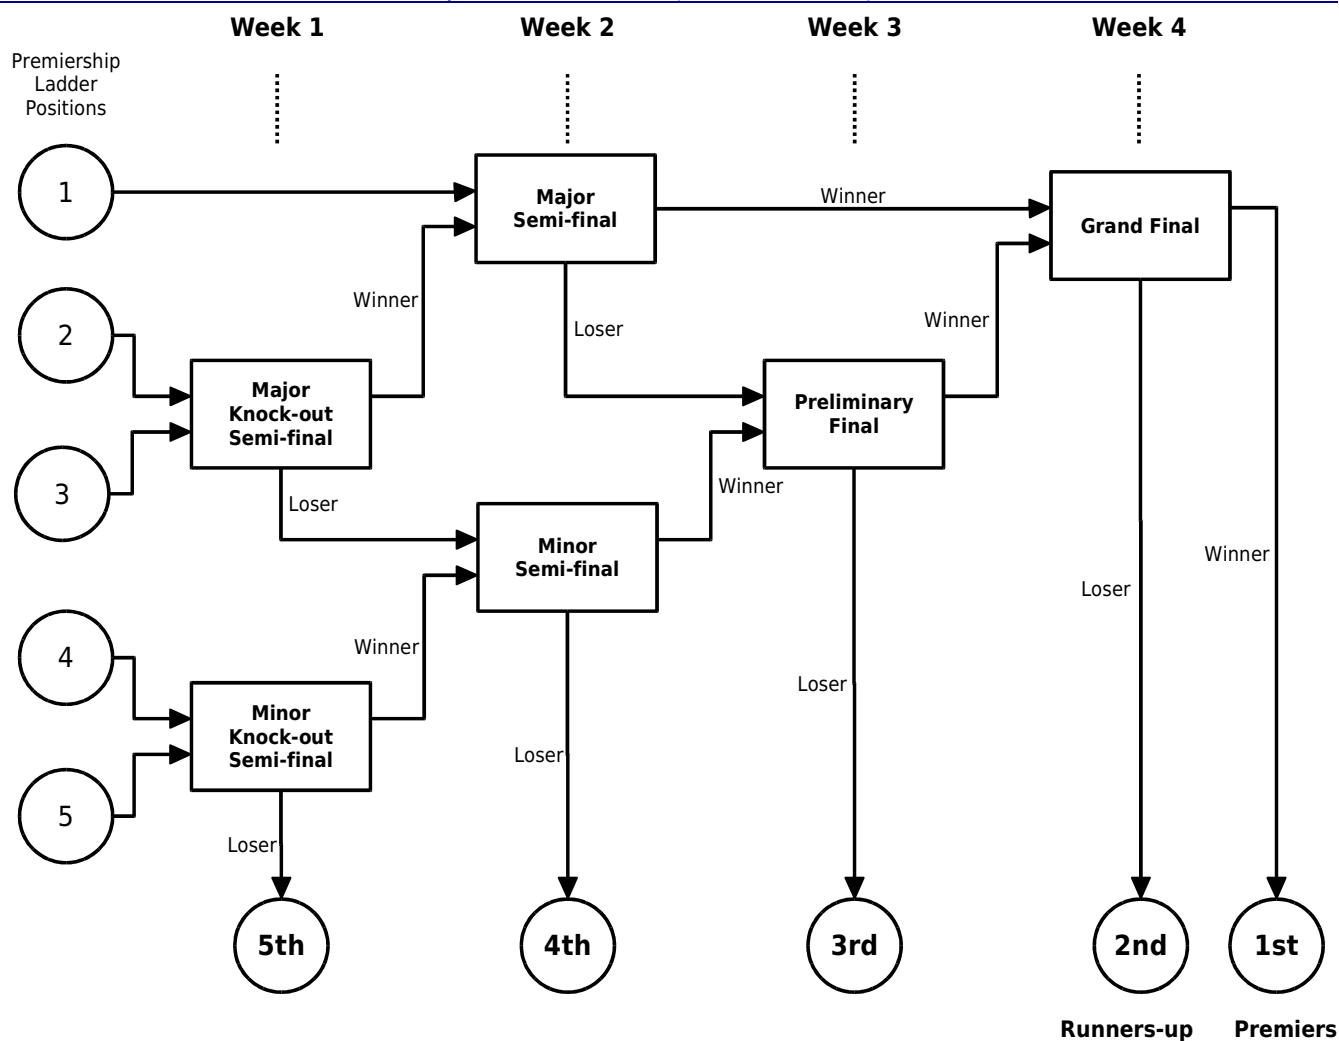 Week 1
Week 2
Week 3
Week 4
Premiership
Ladder
Positions
1
Major
Semi-final
Winner
Grand Final
2
Winner
Loser
Winner
Major
Knock-out
Semi-final
Preliminary
Final
3
Loser
Winner
Minor
Semi-final
Winner
Loser
4
Winner
Loser
Minor
Knock-out
Semi-final
Loser
5
Loser
5th
4th
3rd
2nd
1st
Runners-up
Premiers